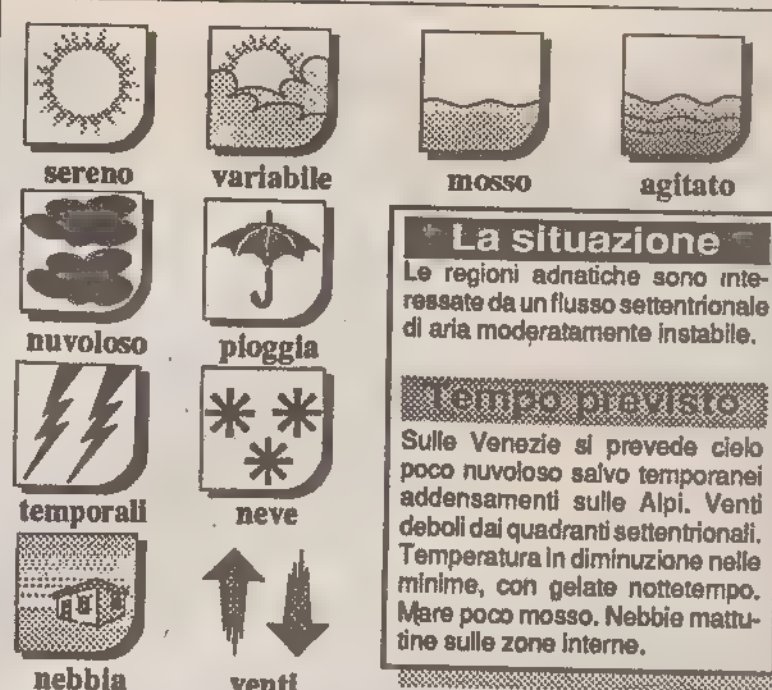 sereno
variabile
mosso
agitato
nuvoloso
pioggia
temporali
neve
nebbia
venti
La situazione
Le regioni adriatiche sono inte-
ressate da un flusso settentrionale
di aria moderatamente instabile.
Tempo previsto
Sulle Venezie si prevede cielo
poco nuvoloso salvo temporanei
addensamenti sulle Alpi. Venti
deboli dai quadranti settentrionali.
Temperatura in diminuzione nelle
minime, con gelate nottetempo.
Mare poco mosso. Nebbie mattu-
tine sulle zone interne.